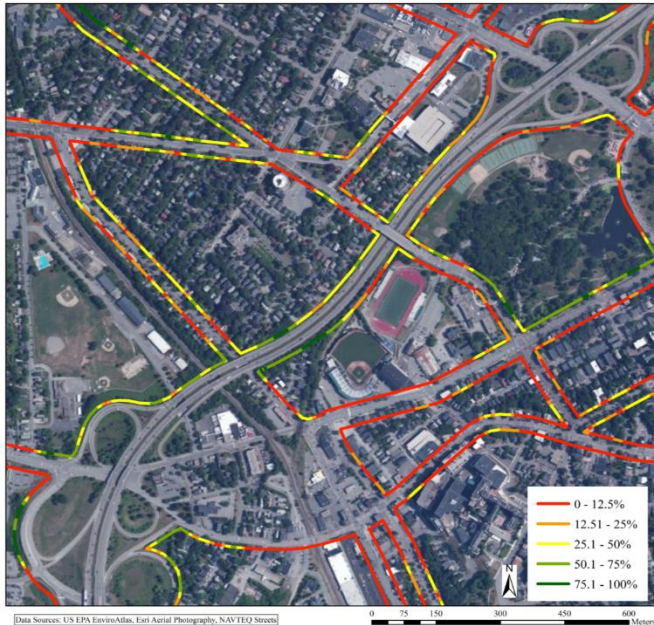 0 - 12.5%
12.51 - 25%
25.1 - 50%
50.1 - 75%
75.1 - 100%
N
Data Sources: US EPA EnviroAtlas, Esri Aerial Photography, NAVTEQ Streets
0 75 150 300 450 600
Meters